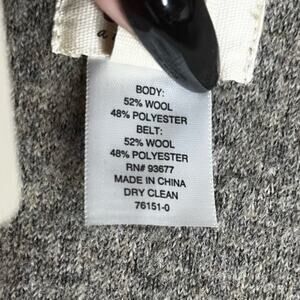 BODY:
52% WOOL
48% POLYESTER
BELT:
52% WOOL
48% POLYESTER
RN# 93677
MADE IN CHINA
DRY CLEAN
76151-0